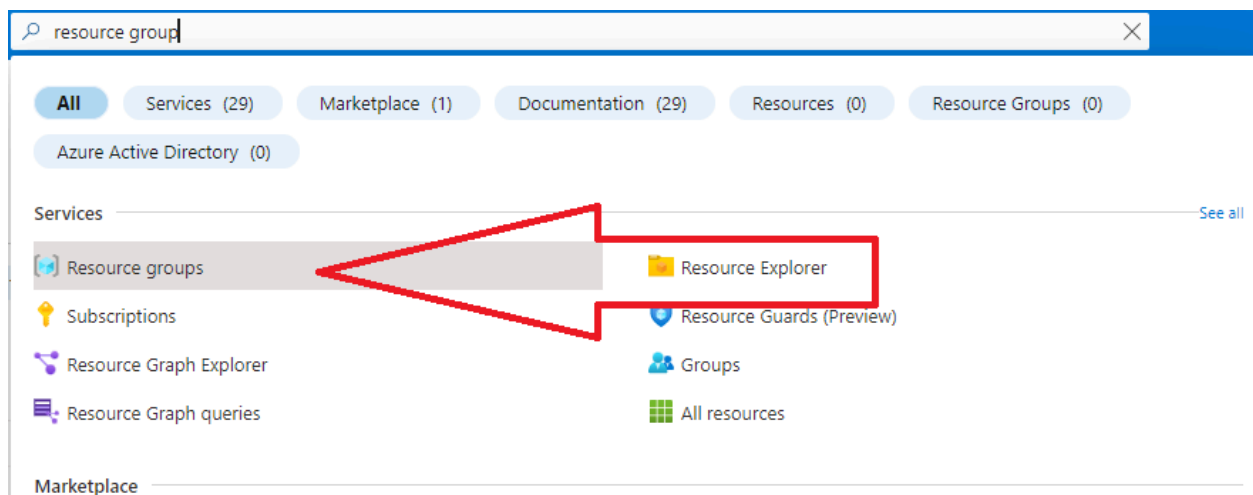 resource group
All Services (29) Marketplace (1) Documentation (29) Resources (0) Resource Groups (0)
Azure Active Directory (0)
Services See all
Resource groups Resource Explorer
Subscriptions Resource Guards (Preview)
Resource Graph Explorer Groups
Resource Graph queries All resources
Marketplace